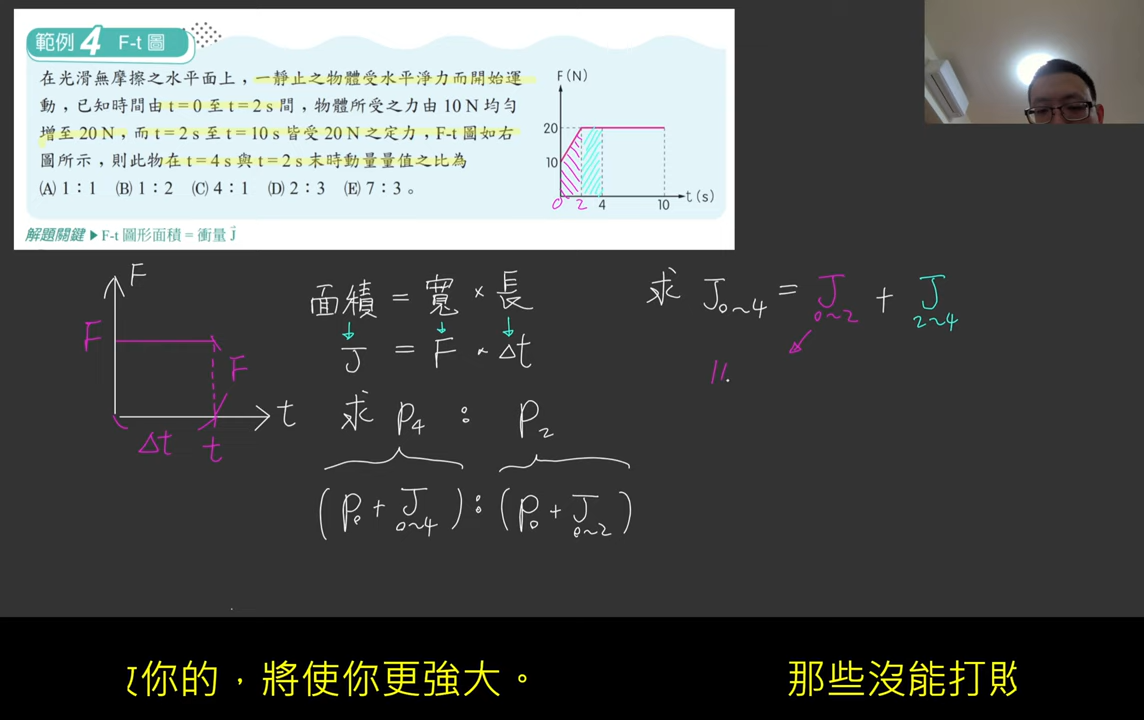 範例4 F-t 圖
在光滑無摩擦之水平面上，一靜止之物體受水平淨力而開始運
動，已知時間由 t = 0 至 t = 2 s 間，物體所受之力由 10 N 均勻
增至 20 N，而 t = 2 s 至 t = 10 s 皆受 20 N 之定力，F-t 圖如右
圖所示，則此物在 t = 4 s 與 t = 2 s 末時動量量值之比為
(A) 1：1 (B) 1：2 (C) 4：1 (D) 2：3 (E) 7：3。
F (N)
20
10
0 2 4 10 t (s)
解題關鍵▶F-t 圖形面積 = 衝量 J⃗
F
F
F
t
Δt t
面積 = 寬 × 長
J = F × Δt
求 P₄ : P₂
(P₀ + J₀~₄) : (P₀ + J₀~₂)
求 J₀~₄ = J₀~₂ + J₂~₄
你的，將使你更強大。 那些沒能打敗